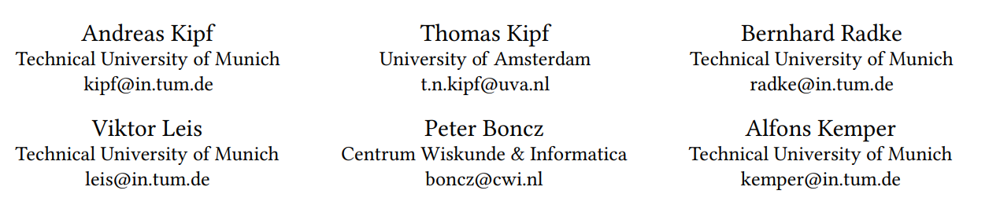 Andreas Kipf
Technical University of Munich
kipf@in.tum.de
Thomas Kipf
University of Amsterdam
t.n.kipf@uva.nl
Bernhard Radke
Technical University of Munich
radke@in.tum.de
Viktor Leis
Technical University of Munich
leis@in.tum.de
Peter Boncz
Centrum Wiskunde & Informatica
boncz@cwi.nl
Alfons Kemper
Technical University of Munich
kemper@in.tum.de